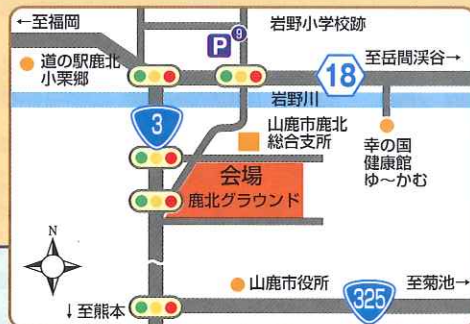 ←至福岡
岩野小学校跡
P
9
道の駅鹿北
小栗郷
18
至岳間渓谷→
岩野川
3
山鹿市鹿北
総合支所
幸の国
健康館
ゆ〜かむ
会場
鹿北グラウンド
N
山鹿市役所
至菊池→
325
↓至熊本